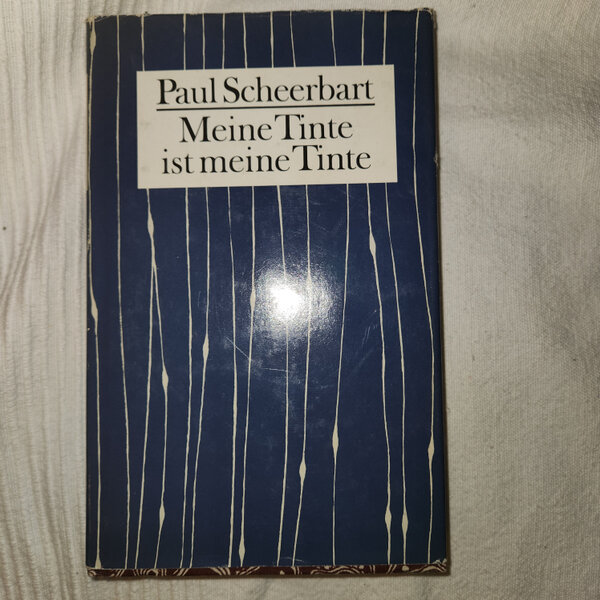 Paul Scheerbart
Meine Tinte
ist meine Tinte